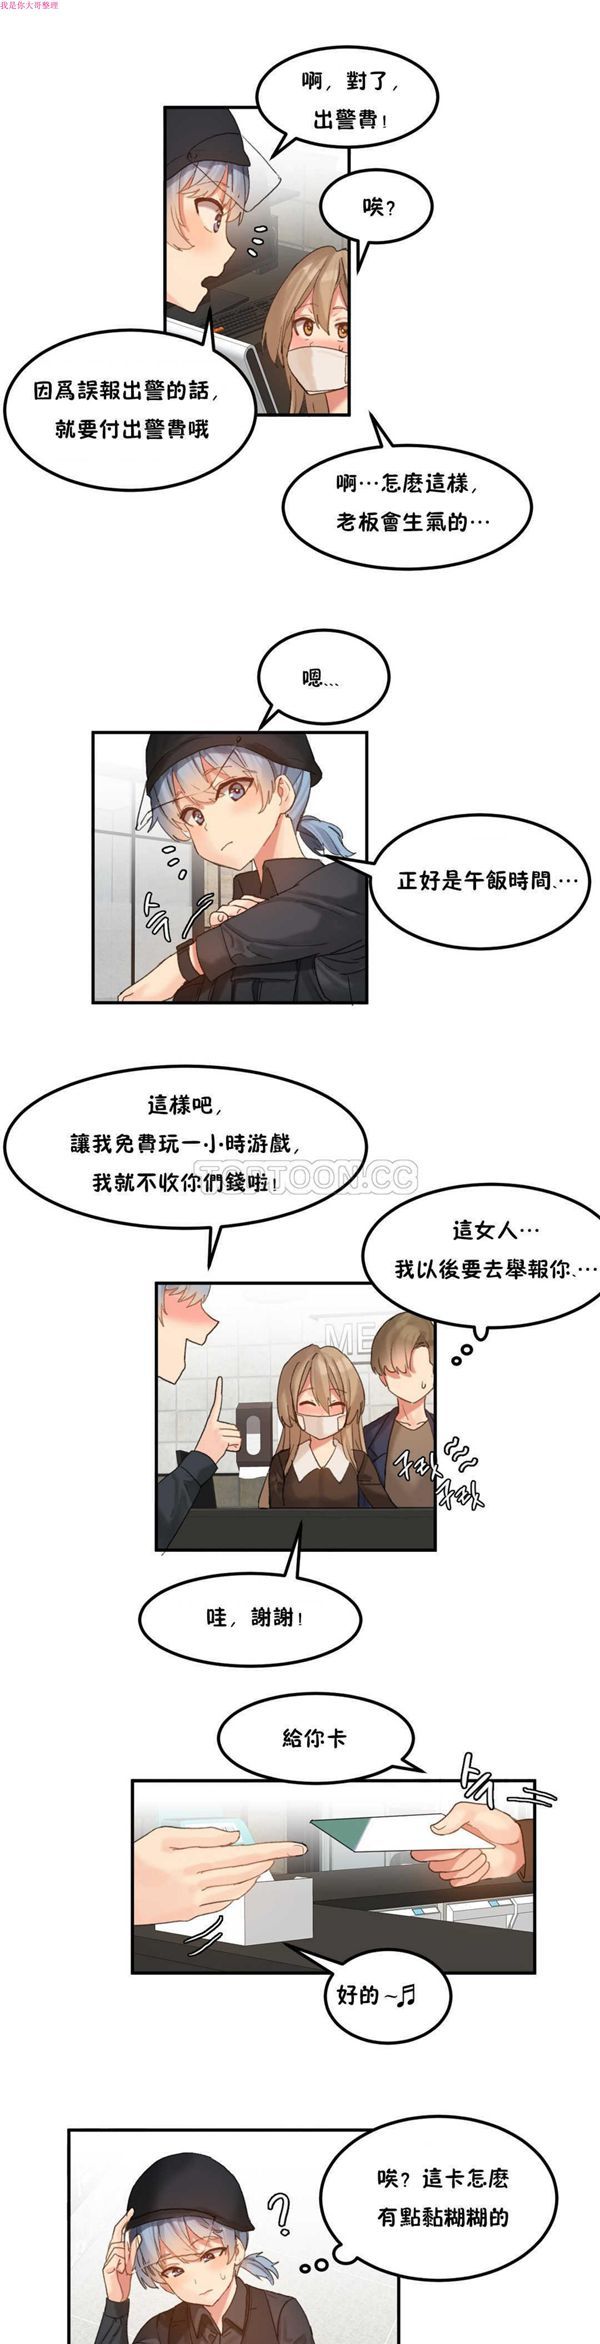 我是你大哥整理
啊，對了，
出警費！
唉？
因爲誤報出警的話，
就要付出警費哦
啊…怎麽這樣，
老板會生氣的…
嗯、、、
正好是午飯時間、…
這樣吧，
讓我免費玩一小時游戲，
我就不收你們錢啦！
TOPTOON.CC
這女人…
我以後要去舉報你、…
ME
哇，謝謝！
給你卡
好的~♬
唉？這卡怎麽
有點黏糊糊的